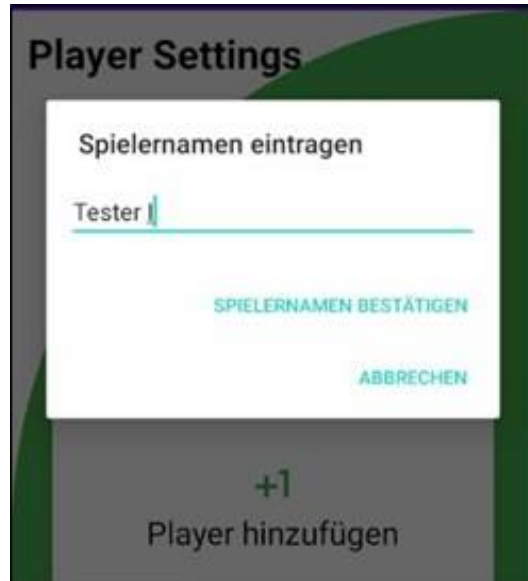 Player Settings
Spielernamen eintragen
Tester I
SPIELERNAMEN BESTÄTIGEN
ABBRECHEN
+1
Player hinzufügen